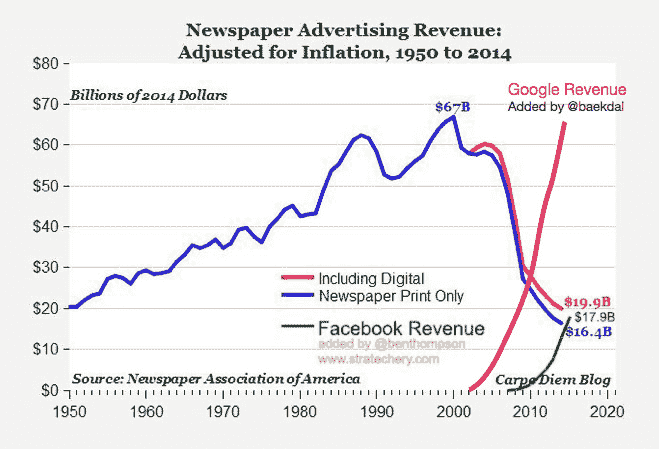 Newspaper Advertising Revenue:
Adjusted for Inflation, 1950 to 2014
$80
Billions of 2014 Dollars
$70
$67B
Google Revenue
Added by @baekdal
$60
$50
$40
$30
Including Digital
Newspaper Print Only
$20
$19.9B
$17.9B
$16.4B
Facebook Revenue
added by @benthompson
www.stratechery.com
$10
$0
Source: Newspaper Association of America
Carpe Diem Blog
1950 1960 1970 1980 1990 2000 2010 2020